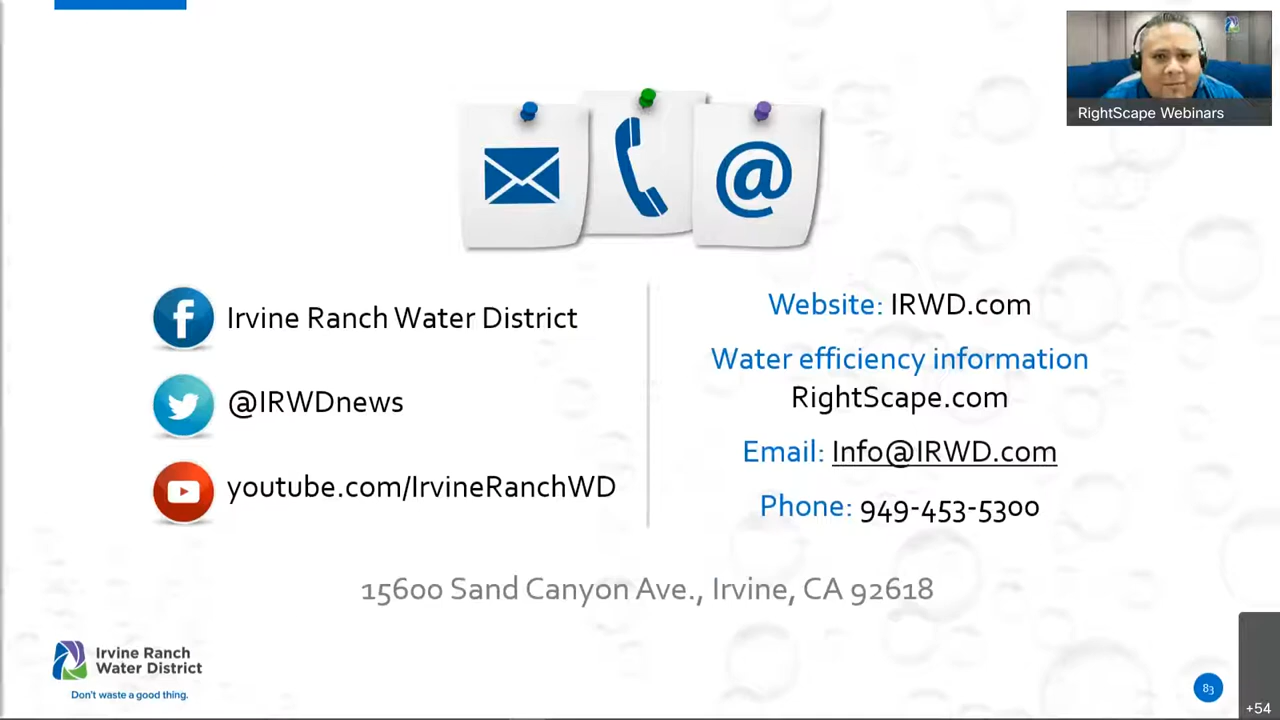 RightScape Webinars
Irvine Ranch Water District
@IRWDnews
youtube.com/IrvineRanchWD
Website: IRWD.com
Water efficiency information
RightScape.com
Email: Info@IRWD.com
Phone: 949-453-5300
15600 Sand Canyon Ave., Irvine, CA 92618
Irvine Ranch
Water District
Don't waste a good thing.
83
+54